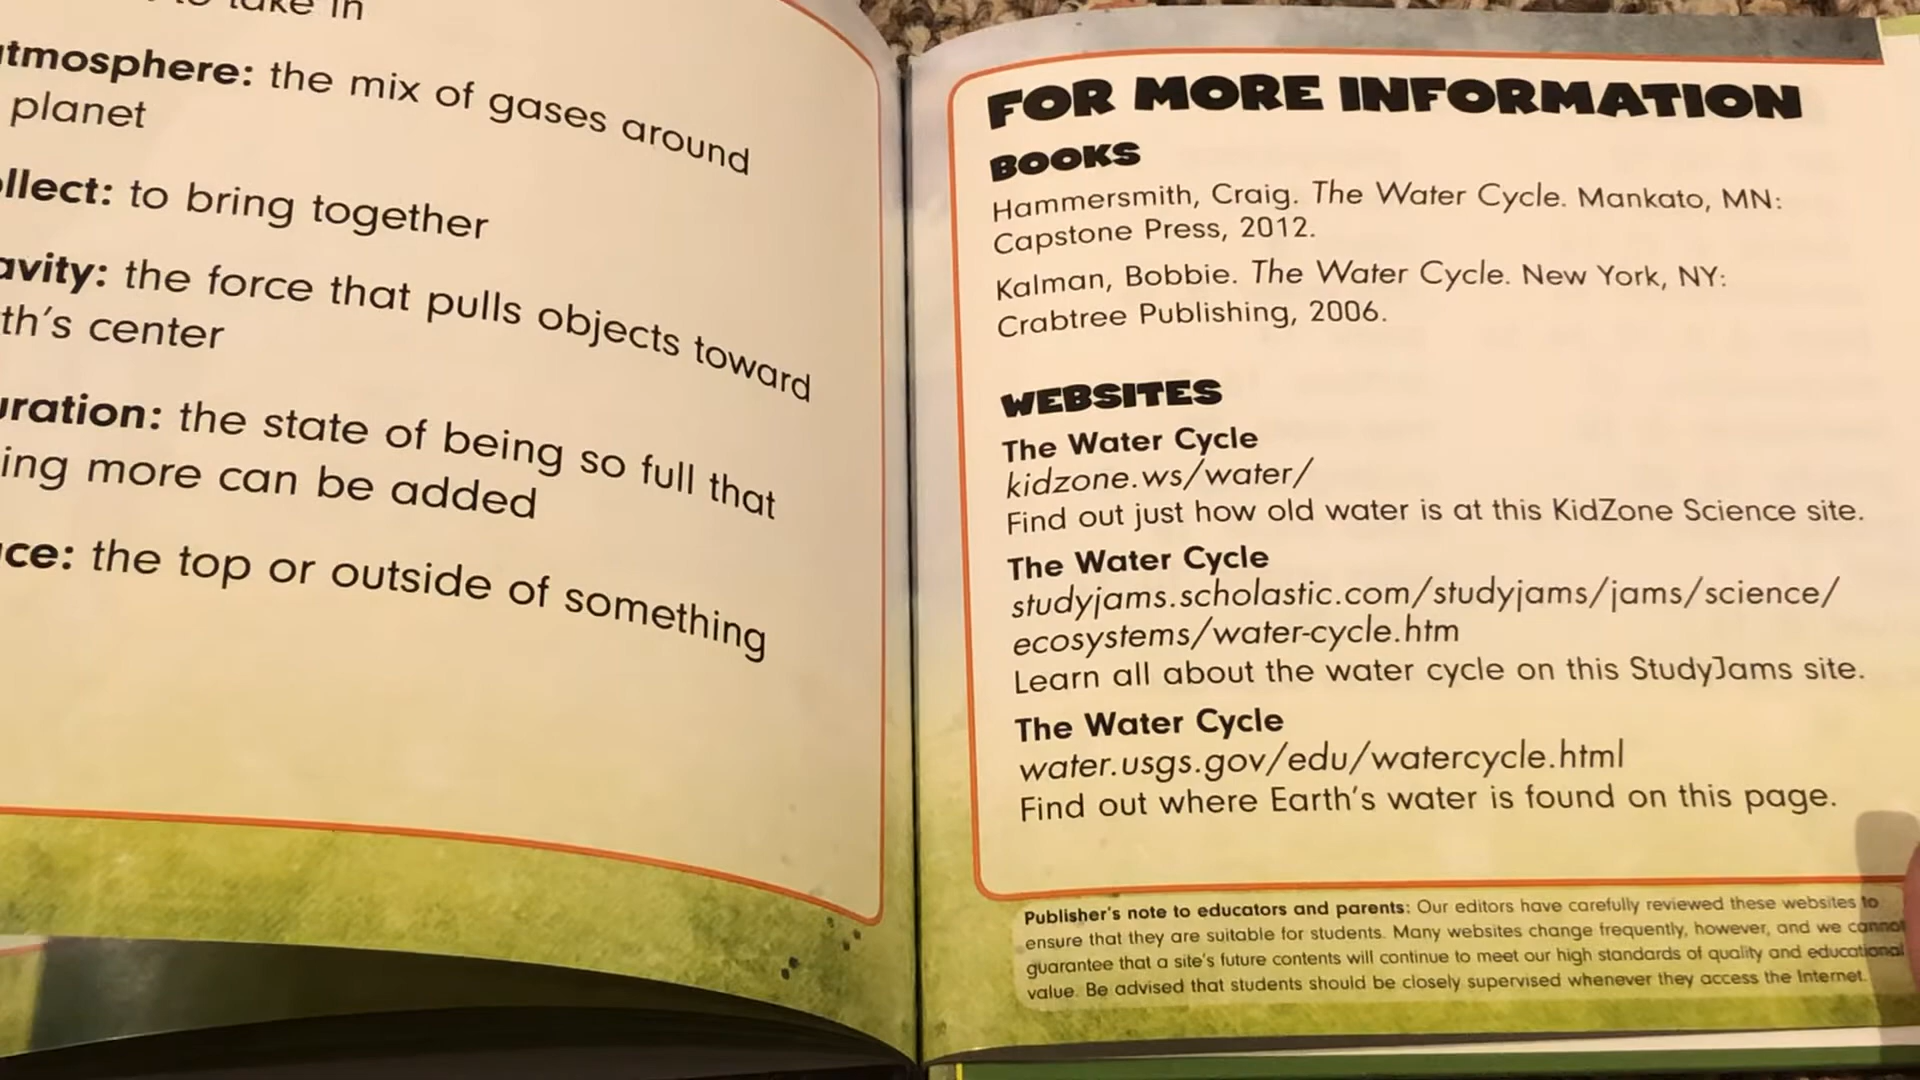 take in
tmosphere: the mix of gases around
planet
ollect: to bring together
avity: the force that pulls objects toward
th's center
uration: the state of being so full that
ing more can be added
ce: the top or outside of something
FOR MORE INFORMATION
BOOKS
Hammersmith, Craig. The Water Cycle. Mankato, MN:
Capstone Press, 2012.
Kalman, Bobbie. The Water Cycle. New York, NY:
Crabtree Publishing, 2006.
WEBSITES
The Water Cycle
kidzone.ws/water/
Find out just how old water is at this KidZone Science site.
The Water Cycle
studyjams.scholastic.com/studyjams/jams/science/
ecosystems/water-cycle.htm
Learn all about the water cycle on this StudyJams site.
The Water Cycle
water.usgs.gov/edu/watercycle.html
Find out where Earth's water is found on this page.
Publisher's note to educators and parents: Our editors have carefully reviewed these websites to
ensure that they are suitable for students. Many websites change frequently, however, and we cannot
guarantee that a site's future contents will continue to meet our high standards of quality and educational
value. Be advised that students should be closely supervised whenever they access the Internet.